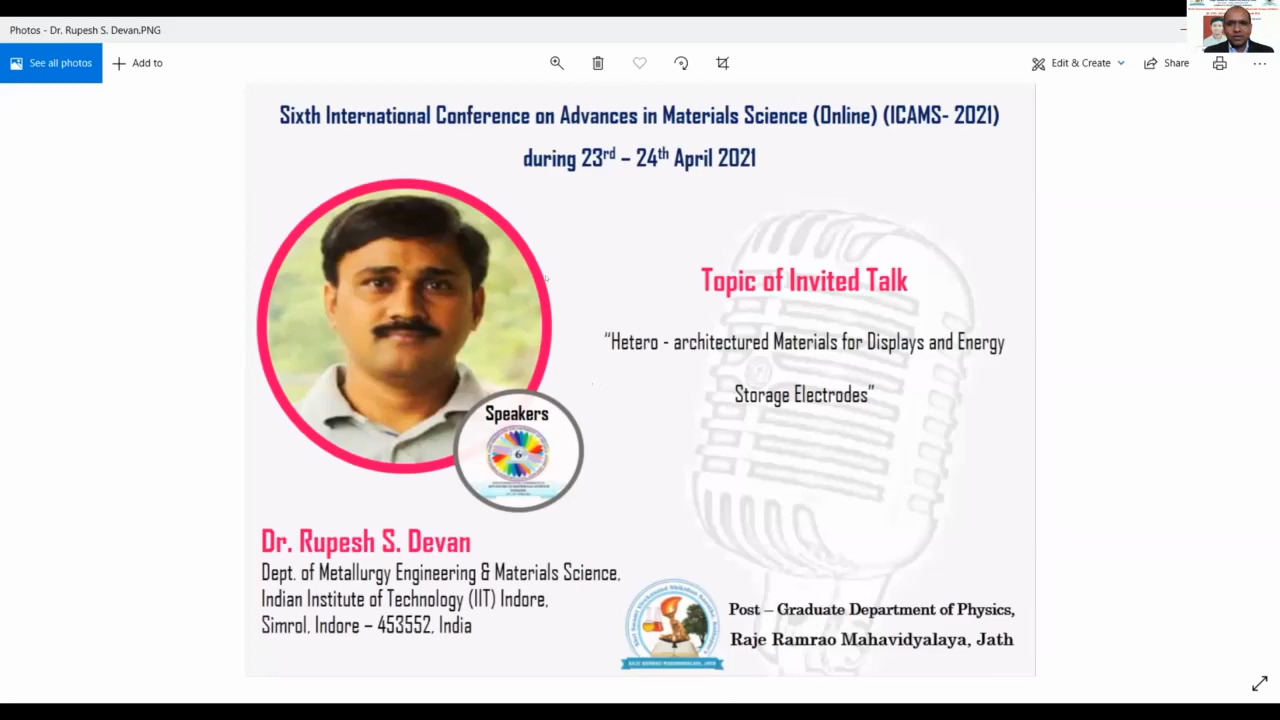 Photos - Dr. Rupesh S. Devan.PNG
See all photos
Add to
Edit & Create
Share
Sixth International Conference on Advances in Materials Science (Online) (ICAMS- 2021)
during 23rd – 24th April 2021
Topic of Invited Talk
“Hetero - architectured Materials for Displays and Energy
Storage Electrodes”
Speakers
6
Dr. Rupesh S. Devan
Dept. of Metallurgy Engineering & Materials Science,
Indian Institute of Technology (IIT) Indore,
Simrol, Indore – 453552, India
Post – Graduate Department of Physics,
Raje Ramrao Mahavidyalaya, Jath